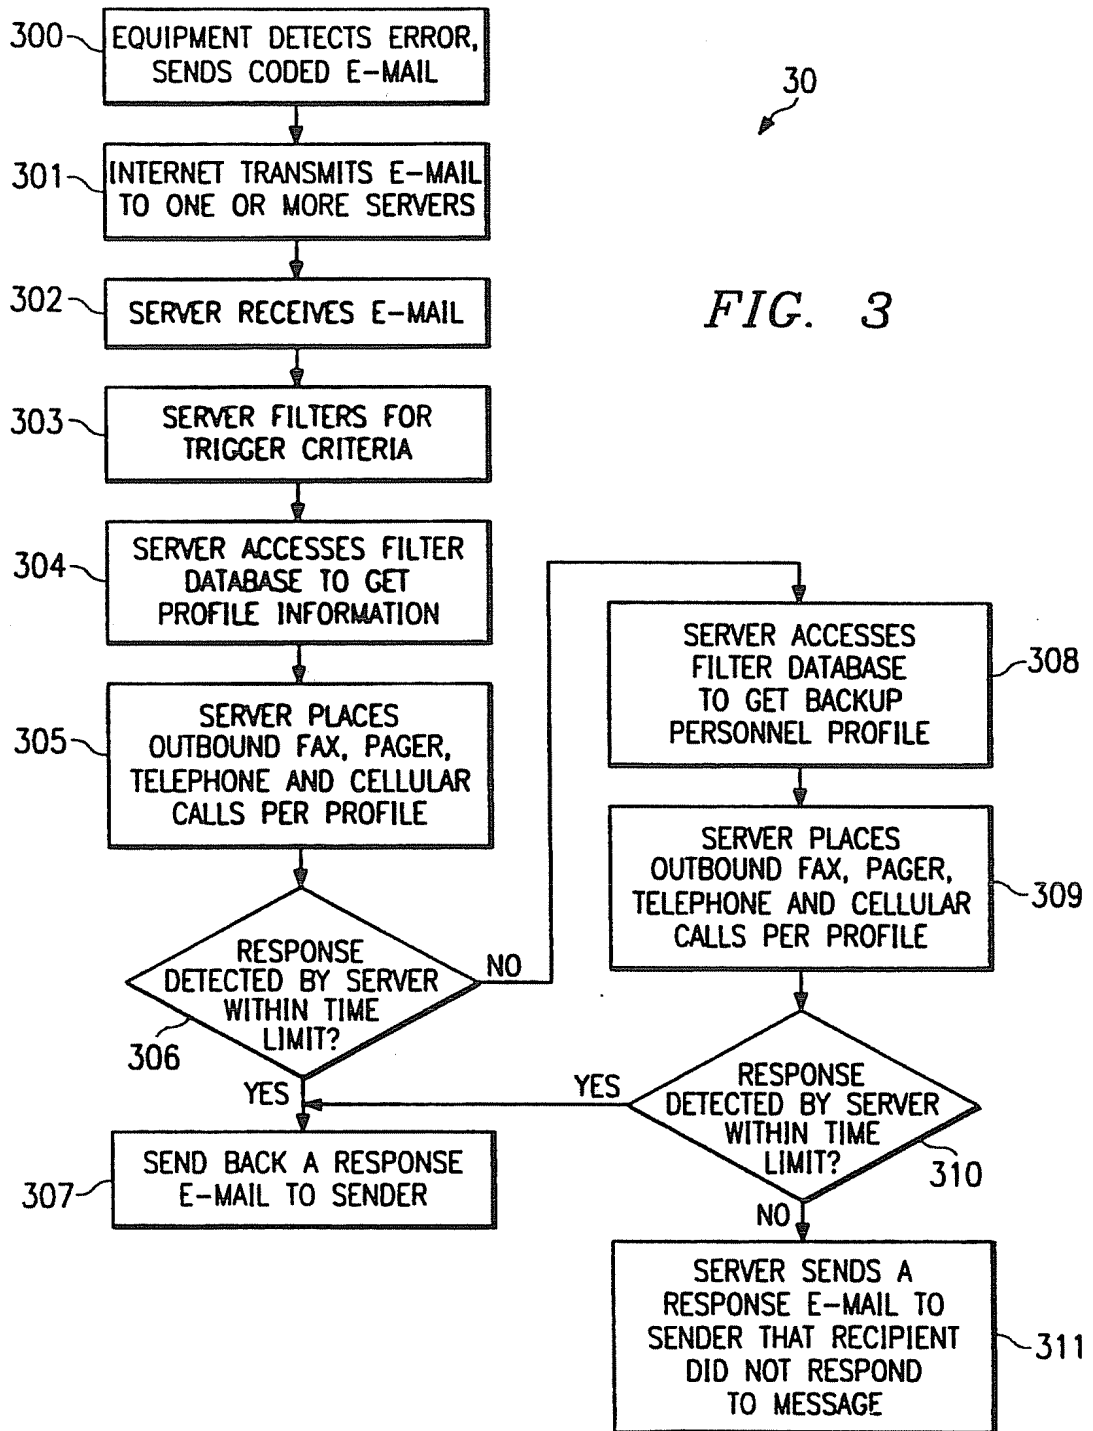 300
EQUIPMENT DETECTS ERROR,
SENDS CODED E-MAIL
30
301
INTERNET TRANSMITS E-MAIL
TO ONE OR MORE SERVERS
302
SERVER RECEIVES E-MAIL
FIG. 3
303
SERVER FILTERS FOR
TRIGGER CRITERIA
304
SERVER ACCESSES FILTER
DATABASE TO GET
PROFILE INFORMATION
305
SERVER PLACES
OUTBOUND FAX, PAGER,
TELEPHONE AND CELLULAR
CALLS PER PROFILE
RESPONSE
DETECTED BY SERVER
WITHIN TIME
LIMIT?
306
NO
YES
307
SEND BACK A RESPONSE
E-MAIL TO SENDER
SERVER ACCESSES
FILTER DATABASE
TO GET BACKUP
PERSONNEL PROFILE
308
SERVER PLACES
OUTBOUND FAX, PAGER,
TELEPHONE AND CELLULAR
CALLS PER PROFILE
309
YES
RESPONSE
DETECTED BY SERVER
WITHIN TIME
LIMIT?
310
NO
SERVER SENDS A
RESPONSE E-MAIL TO
SENDER THAT RECIPIENT
DID NOT RESPOND
TO MESSAGE
311